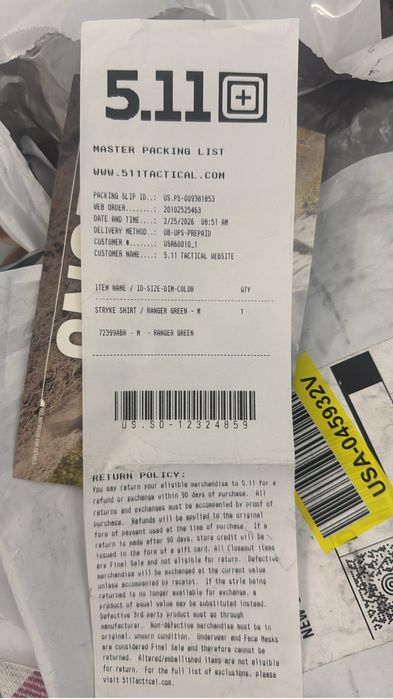 5.11
MASTER PACKING LIST
WWW.511TACTICAL.COM
PACKING SLIP ID..: US.PS-009381853
WEB ORDER.......: 20102525463
DATE AND TIME....: 2/25/2026 08:51 AM
DELIVERY METHOD..: OB-UPS-PREPAID
CUSTOMER #.......: USA60010_1
CUSTOMER NAME....: 5.11 TACTICAL WEBSITE
ITEM NAME / ID-SIZE-DIM-COLOR QTY
STRYKE SHIRT / RANGER GREEN - M 1
72399ABR - M - RANGER GREEN
US.SO-12324859
RETURN POLICY:
You may return your eligible merchandise to 5.11 for a
refund or exchange within 90 days of purchase. All
returns and exchanges must be accompanied by proof of
purchase. Refunds will be applied to the original
form of payment used at the time of purchase. If a
return is made after 90 days, store credit will be
issued in the form of a gift card. All Closeout items
are Final Sale and not eligible for return. Defective
merchandise will be exchanged at the current value
unless accompanied by receipt. If the style being
returned is no longer available for exchange, a
product of equal value may be substituted instead.
Defective 3rd party product must go through
manufacturer. Non-defective merchandise must be in
original, unworn condition. Underwear and Face Masks
are considered Final Sale and therefore cannot be
returned. Altered/embellished items are not eligible
for return. For the full list of exclusions, please
visit 511Tactical.com.
USA-045932V
NEW